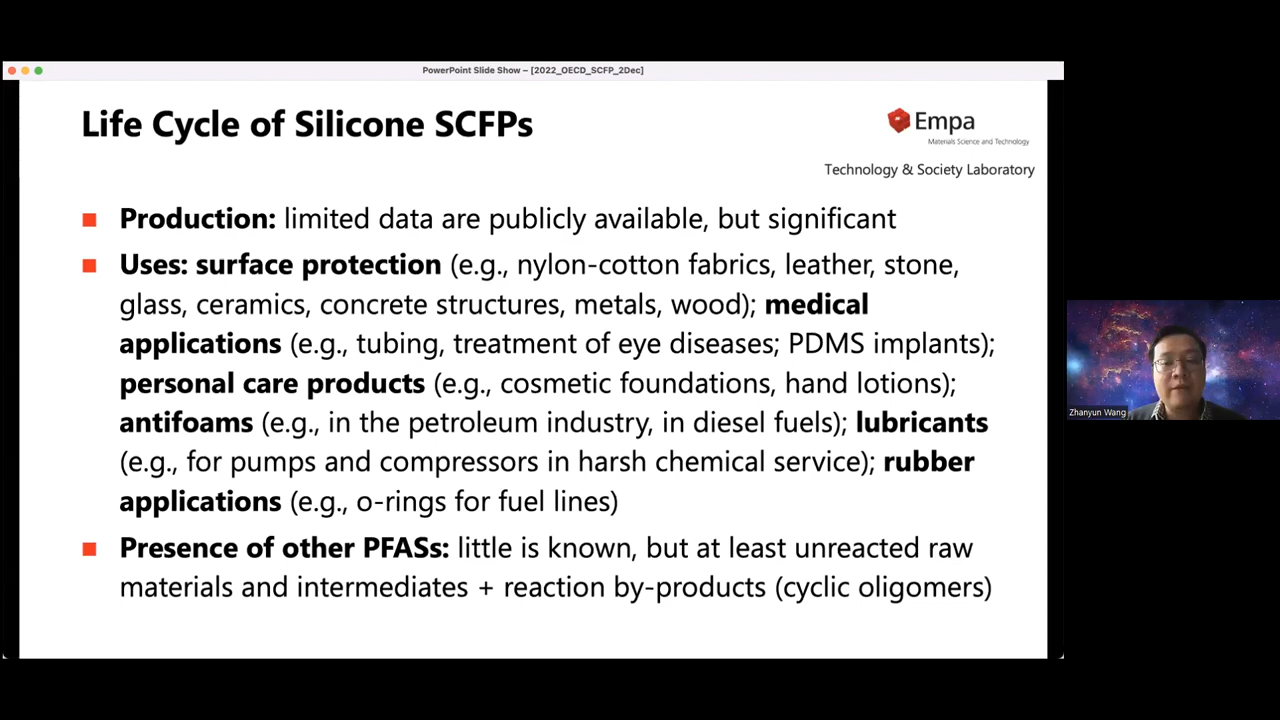 PowerPoint Slide Show – [2022_OECD_SCFP_2Dec]
Life Cycle of Silicone SCFPs
Empa
Materials Science and Technology
Technology & Society Laboratory
Production: limited data are publicly available, but significant
Uses: surface protection (e.g., nylon-cotton fabrics, leather, stone,
glass, ceramics, concrete structures, metals, wood); medical
applications (e.g., tubing, treatment of eye diseases; PDMS implants);
personal care products (e.g., cosmetic foundations, hand lotions);
antifoams (e.g., in the petroleum industry, in diesel fuels); lubricants
(e.g., for pumps and compressors in harsh chemical service); rubber
applications (e.g., o-rings for fuel lines)
Presence of other PFASs: little is known, but at least unreacted raw
materials and intermediates + reaction by-products (cyclic oligomers)
Zhanyun Wang